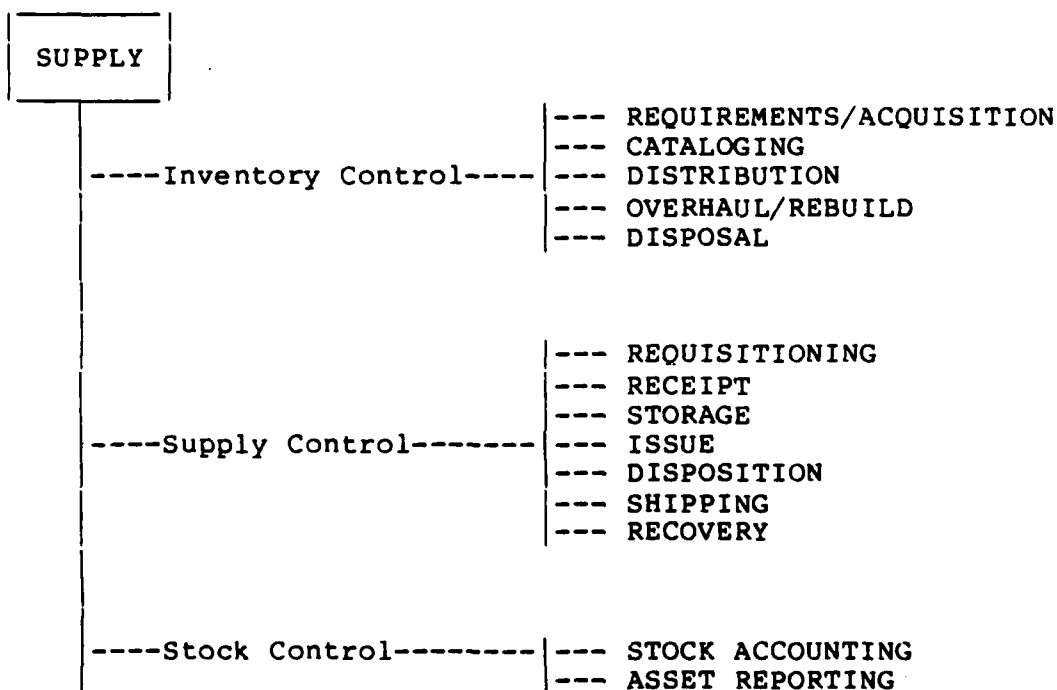 SUPPLY
--- REQUIREMENTS/ACQUISITION
--- CATALOGING
----Inventory Control---- --- DISTRIBUTION
--- OVERHAUL/REBUILD
--- DISPOSAL
--- REQUISITIONING
--- RECEIPT
--- STORAGE
----Supply Control------- --- ISSUE
--- DISPOSITION
--- SHIPPING
--- RECOVERY
----Stock Control-------- --- STOCK ACCOUNTING
--- ASSET REPORTING